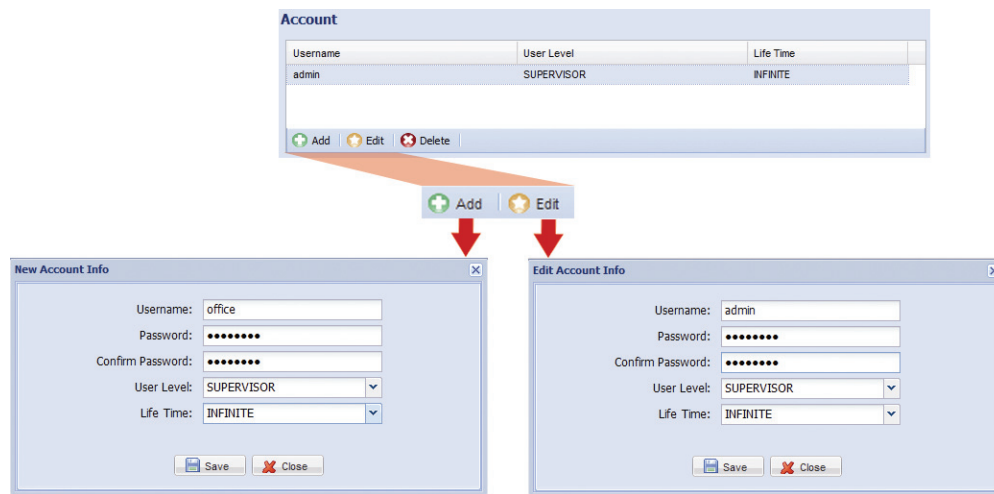 Account
Username User Level Life Time
admin SUPERVISOR INFINITE
Add Edit Delete
Add Edit
New Account Info
Username: office
Password: ••••••••
Confirm Password: ••••••••
User Level: SUPERVISOR
Life Time: INFINITE
Save Close
Edit Account Info
Username: admin
Password: ••••••••
Confirm Password: ••••••••
User Level: SUPERVISOR
Life Time: INFINITE
Save Close